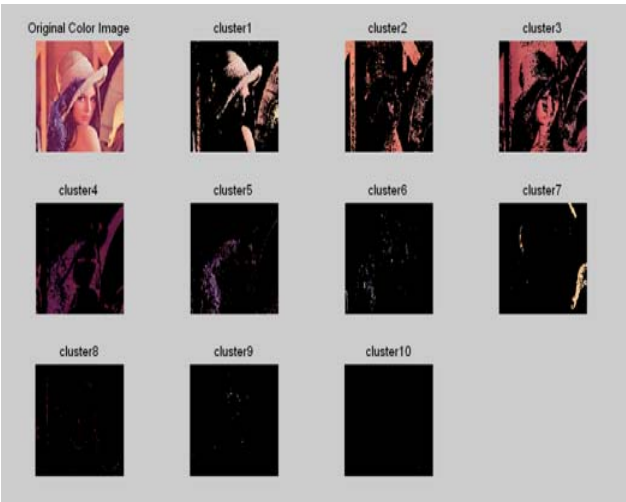 Original Color Image
cluster1
cluster2
cluster3
cluster4
cluster5
cluster6
cluster7
cluster8
cluster9
cluster10